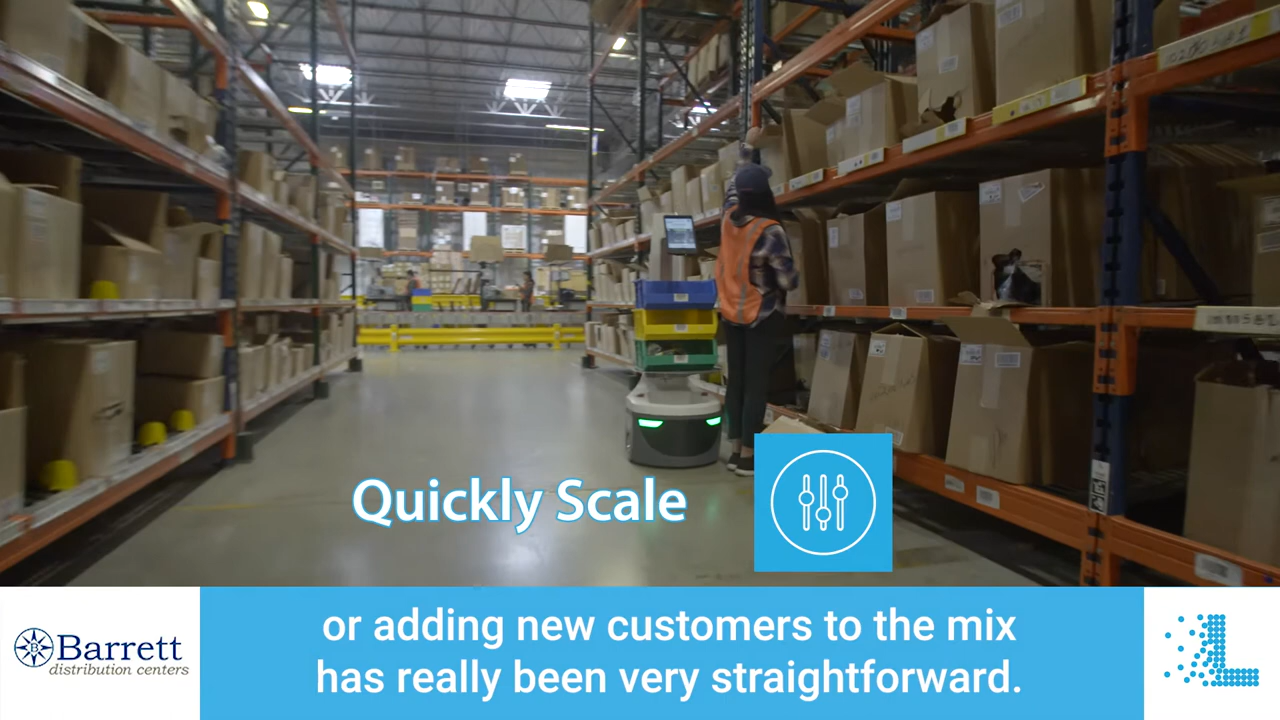 Quickly Scale
or adding new customers to the mix
has really been very straightforward.
Barrett
distribution centers